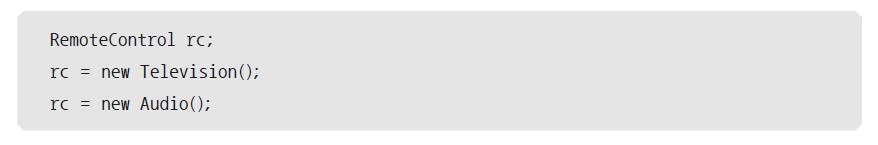 RemoteControl rc;
rc = new Television();
rc = new Audio();